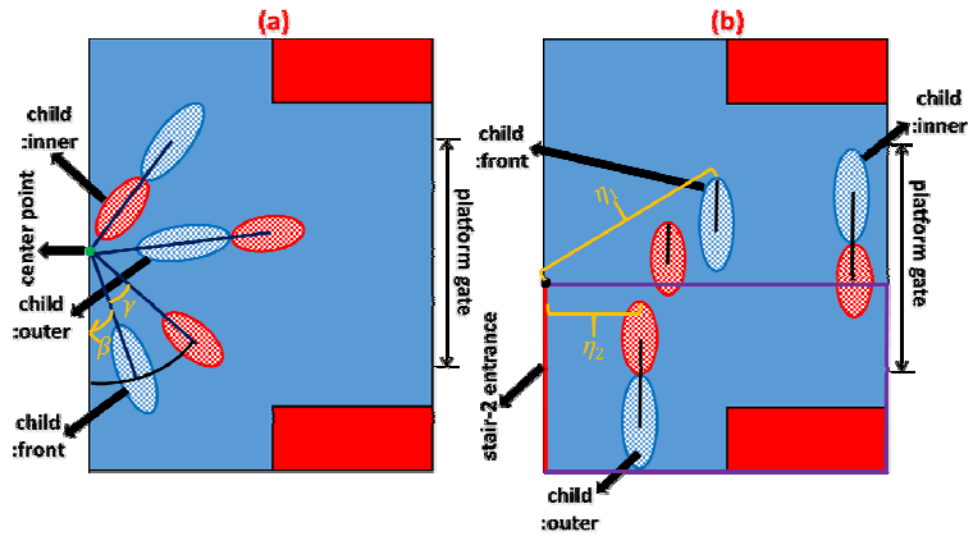 (a)
child
:inner
center point
child
:outer
γ
β
child
:front
platform gate
(b)
child
:front
child
:inner
η₁
η₂
platform gate
stair-2 entrance
child
:outer